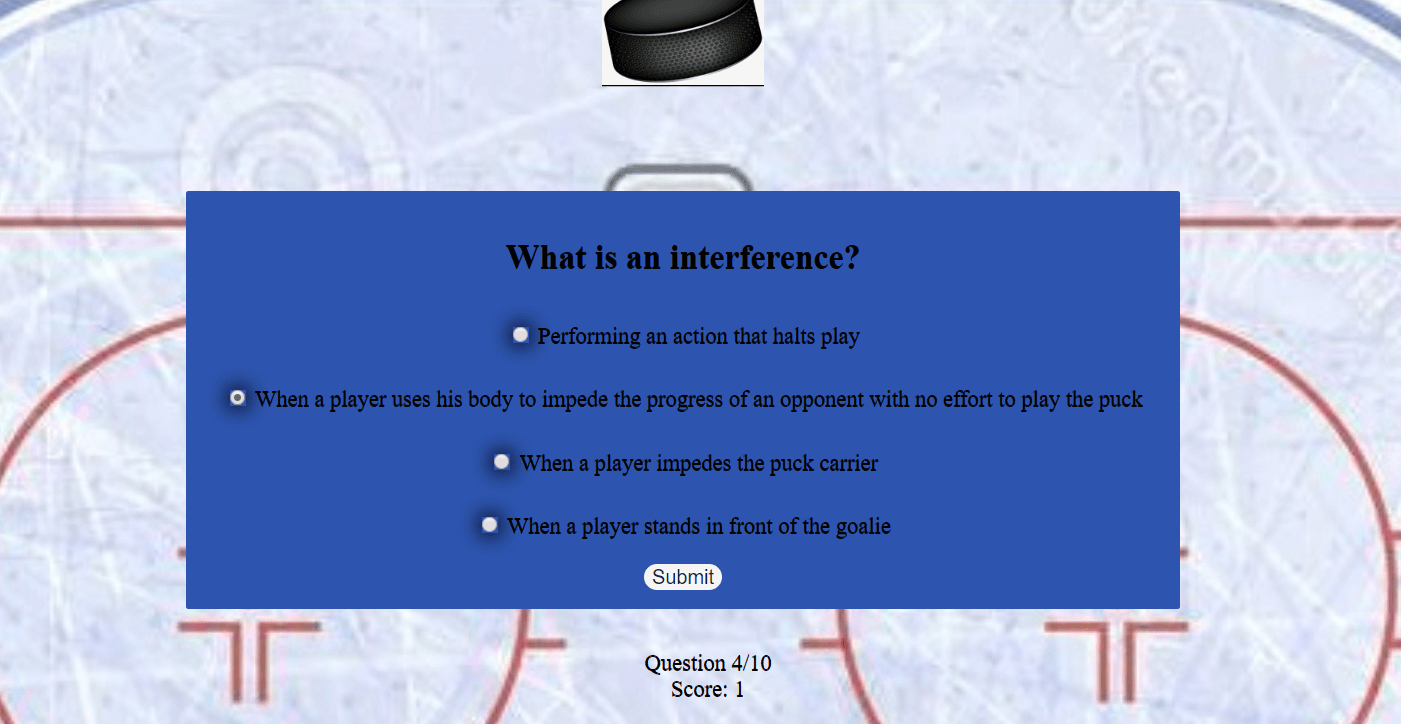 What is an interference?
Performing an action that halts play
When a player uses his body to impede the progress of an opponent with no effort to play the puck
When a player impedes the puck carrier
When a player stands in front of the goalie
Submit
Question 4/10
Score: 1